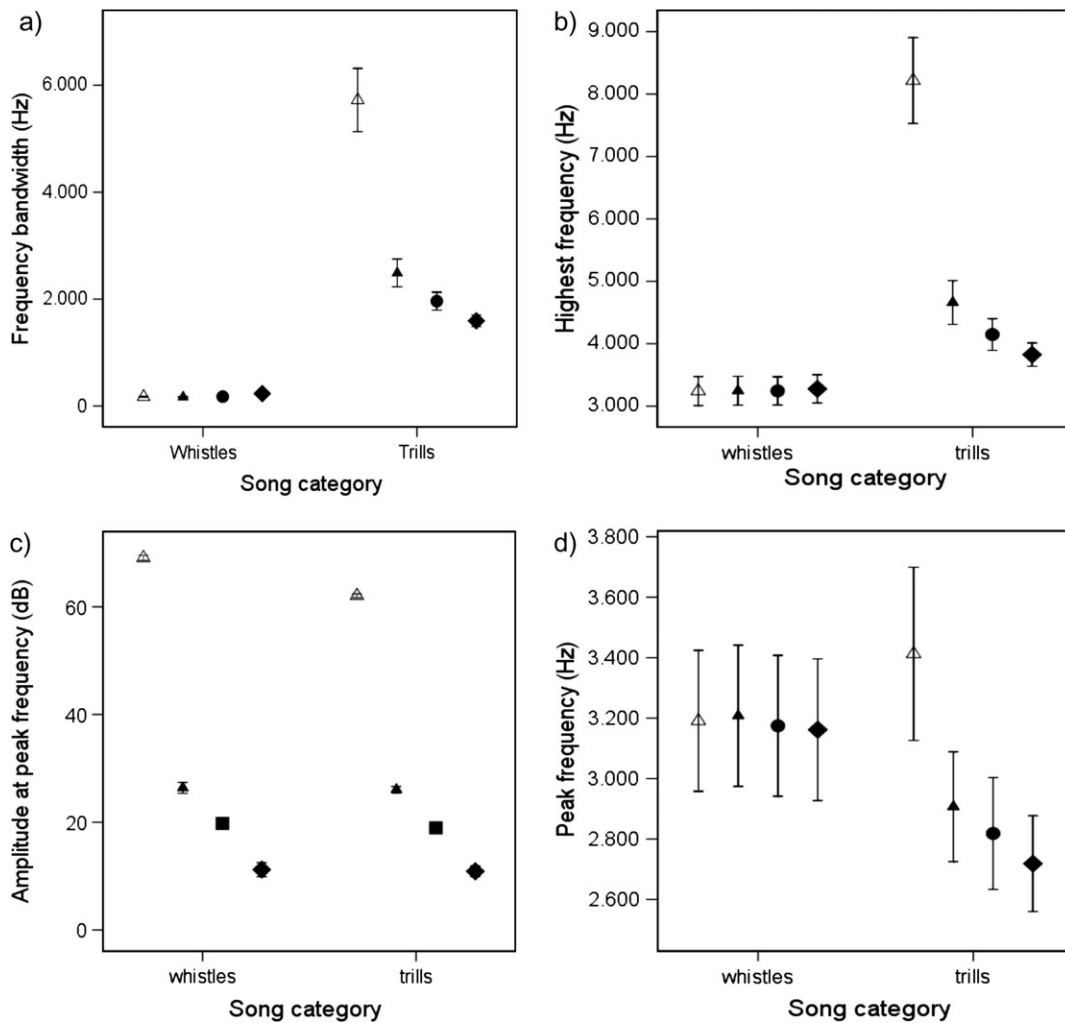 a)
Frequency bandwidth (Hz)
6.000
4.000
2.000
0
Whistles Trills
Song category
b)
Highest frequency (Hz)
9.000
8.000
7.000
6.000
5.000
4.000
3.000
whistles trills
Song category
c)
Amplitude at peak frequency (dB)
60
40
20
0
whistles trills
Song category
d)
Peak frequency (Hz)
3.800
3.600
3.400
3.200
3.000
2.800
2.600
whistles trills
Song category